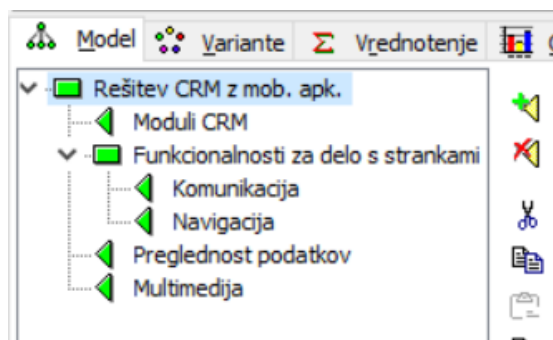 Model Variante Vrednotenje
Rešitev CRM z mob. apk.
Moduli CRM
Funkcionalnosti za delo s strankami
Komunikacija
Navigacija
Preglednost podatkov
Multimedija